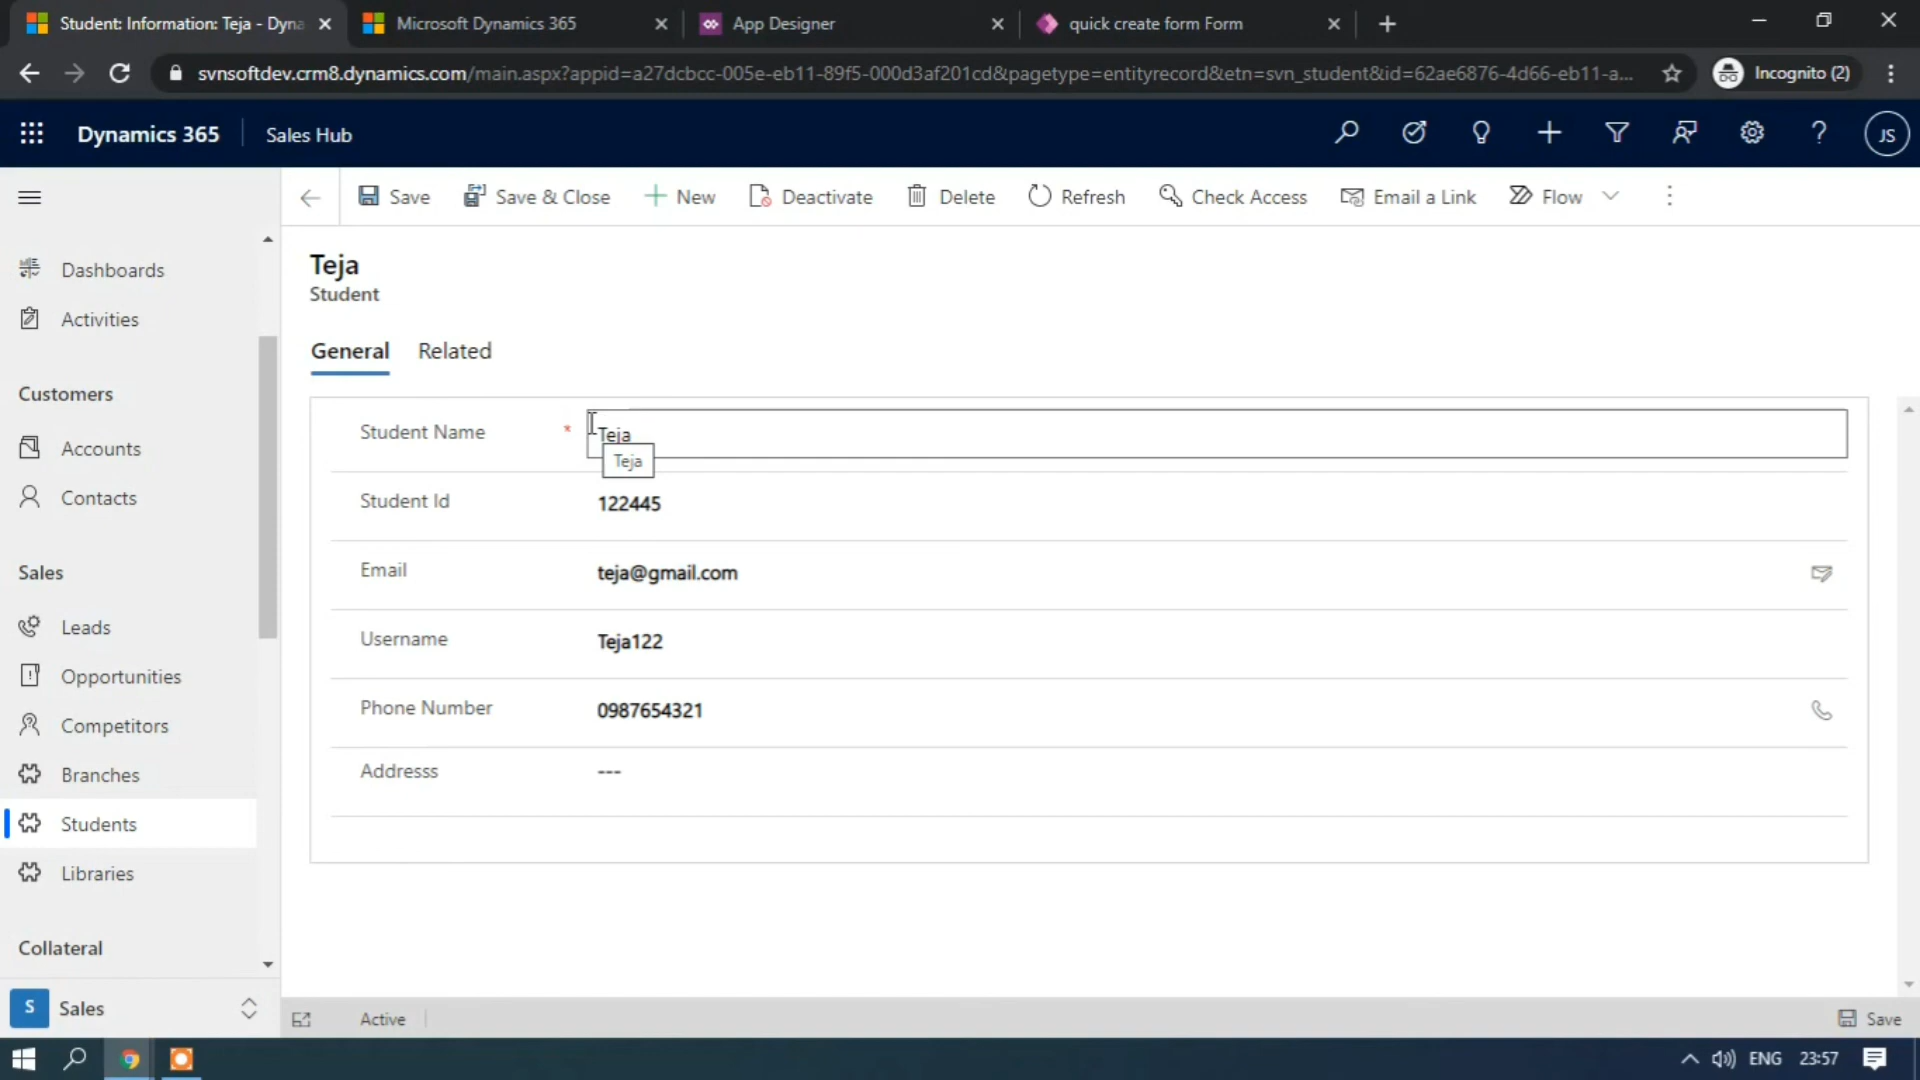 Student: Information: Teja - Dyna
Microsoft Dynamics 365
App Designer
quick create form Form
svnsoftdev.crm8.dynamics.com/main.aspx?appid=a27dcbcc-005e-eb11-89f5-000d3af201cd&pagetype=entityrecord&etn=svn_student&id=62ae6876-4d66-eb11-a...
Incognito (2)
Dynamics 365
Sales Hub
JS
Save
Save & Close
New
Deactivate
Delete
Refresh
Check Access
Email a Link
Flow
Dashboards
Activities
Customers
Accounts
Contacts
Sales
Leads
Opportunities
Competitors
Branches
Students
Libraries
Collateral
S Sales
Teja
Student
General
Related
Student Name * Teja
Teja
Student Id 122445
Email teja@gmail.com
Username Teja122
Phone Number 0987654321
Addresss ---
Active
Save
ENG 23:57